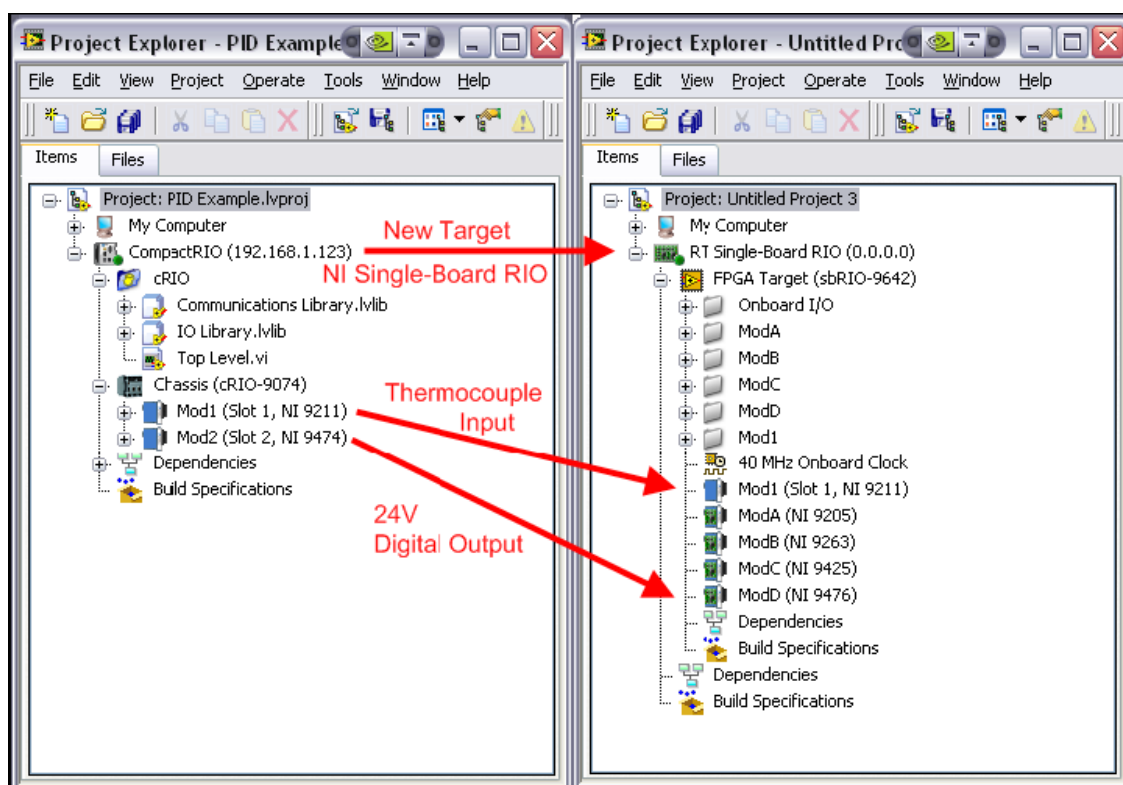 Project Explorer - PID Example
File Edit View Project Operate Tools Window Help
Items Files
Project: PID Example.lvproj
My Computer
CompactRIO (192.168.1.123)
cRIO
Communications Library.lvlib
IO Library.lvlib
Top Level.vi
Chassis (cRIO-9074)
Mod1 (Slot 1, NI 9211)
Mod2 (Slot 2, NI 9474)
Dependencies
Build Specifications
New Target
NI Single-Board RIO
Thermocouple
Input
24V
Digital Output
Project Explorer - Untitled Pro
File Edit View Project Operate Tools Window Help
Items Files
Project: Untitled Project 3
My Computer
RT Single-Board RIO (0.0.0.0)
FPGA Target (sbRIO-9642)
Onboard I/O
ModA
ModB
ModC
ModD
Mod1
40 MHz Onboard Clock
Mod1 (Slot 1, NI 9211)
ModA (NI 9205)
ModB (NI 9263)
ModC (NI 9425)
ModD (NI 9476)
Dependencies
Build Specifications
Dependencies
Build Specifications